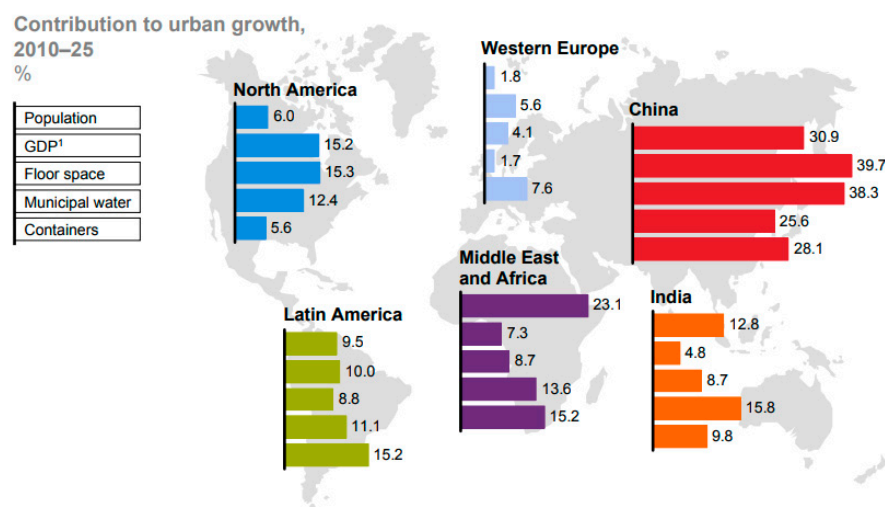 Contribution to urban growth,
2010–25
%
Population
GDP¹
Floor space
Municipal water
Containers
North America
6.0
15.2
15.3
12.4
5.6
Western Europe
1.8
5.6
4.1
1.7
7.6
China
30.9
39.7
38.3
25.6
28.1
Latin America
9.5
10.0
8.8
11.1
15.2
Middle East
and Africa
23.1
7.3
8.7
13.6
15.2
India
12.8
4.8
8.7
15.8
9.8